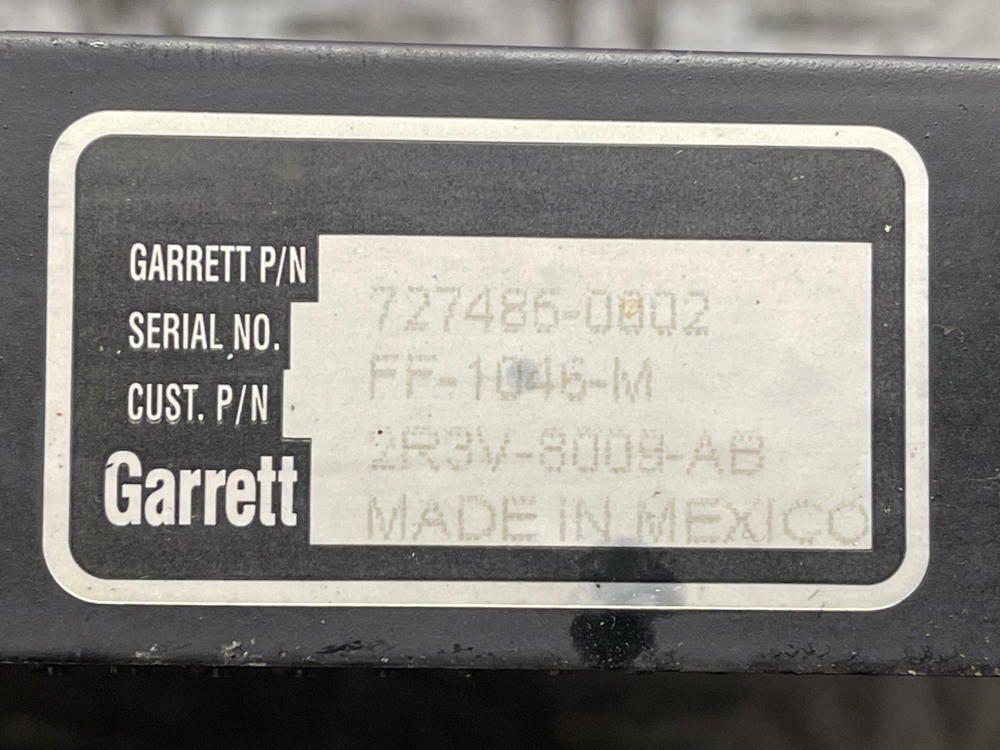 GARRETT P/N 727486-0002
SERIAL NO. FF-1046-M
CUST. P/N 2R3V-8009-AB
Garrett MADE IN MEXICO